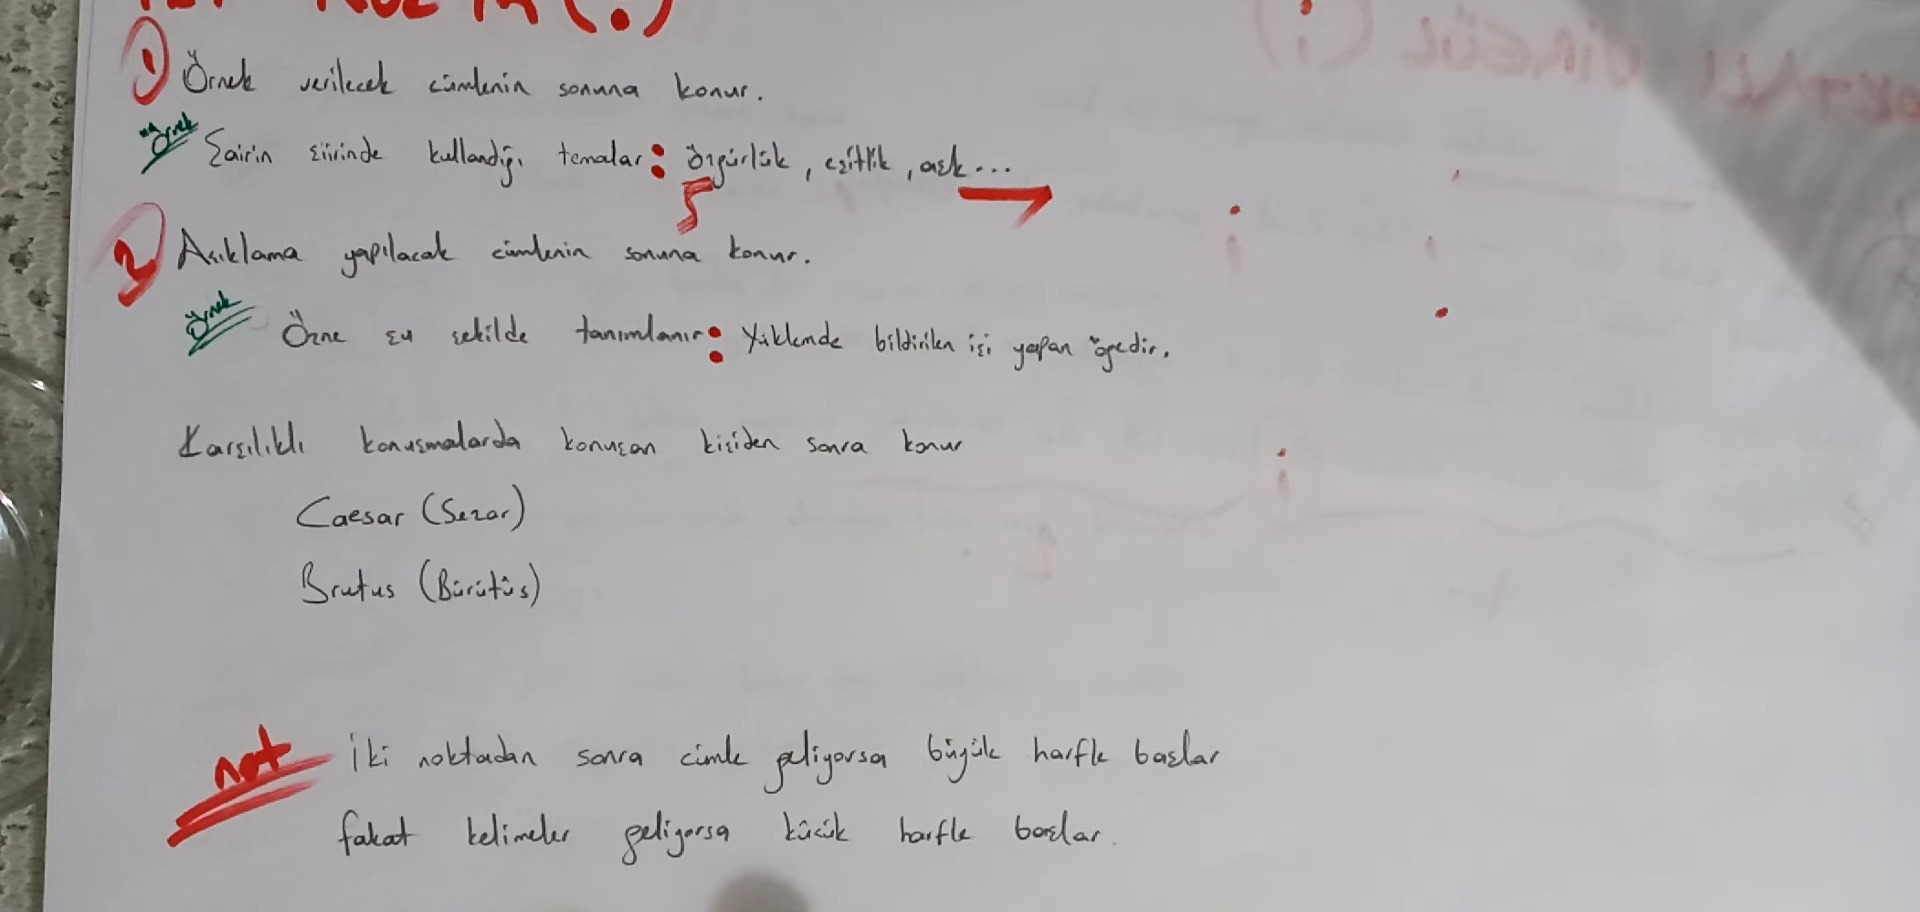 (:)
1 Örnek verilecek cümlenin sonuna konur.
Örnek Şairin şiirinde kullandığı temalar: özgürlük, eşitlik, aşk...
2 Açıklama yapılacak cümlenin sonuna konur.
Örnek Özne şu şekilde tanımlanır: Yüklemde bildirilen işi yapan ögedir.
Karşılıklı konuşmalarda konuşan kişiden sonra konur
Caesar (Sezar)
Brutus (Bürütüs)
not İki noktadan sonra cümle geliyorsa büyük harfle başlar
fakat kelimeler geliyorsa küçük harfle başlar.